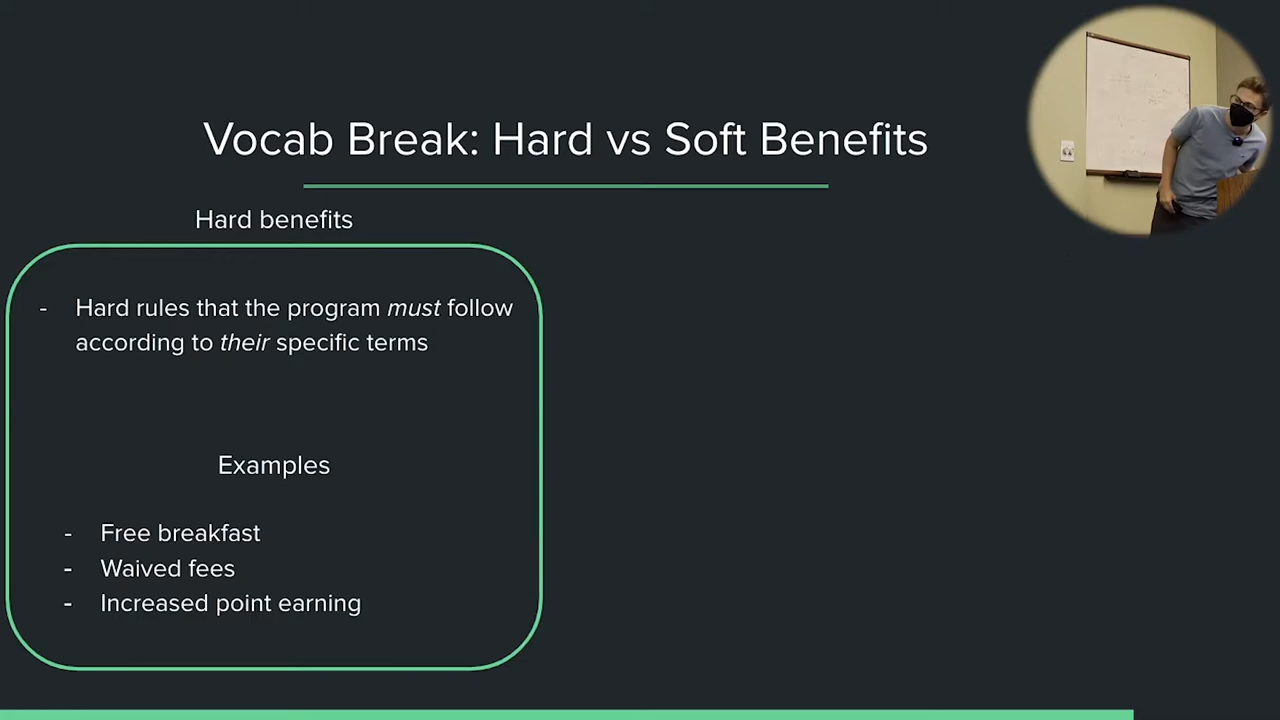 Vocab Break: Hard vs Soft Benefits
Hard benefits
- Hard rules that the program must follow
according to their specific terms
Examples
- Free breakfast
- Waived fees
- Increased point earning